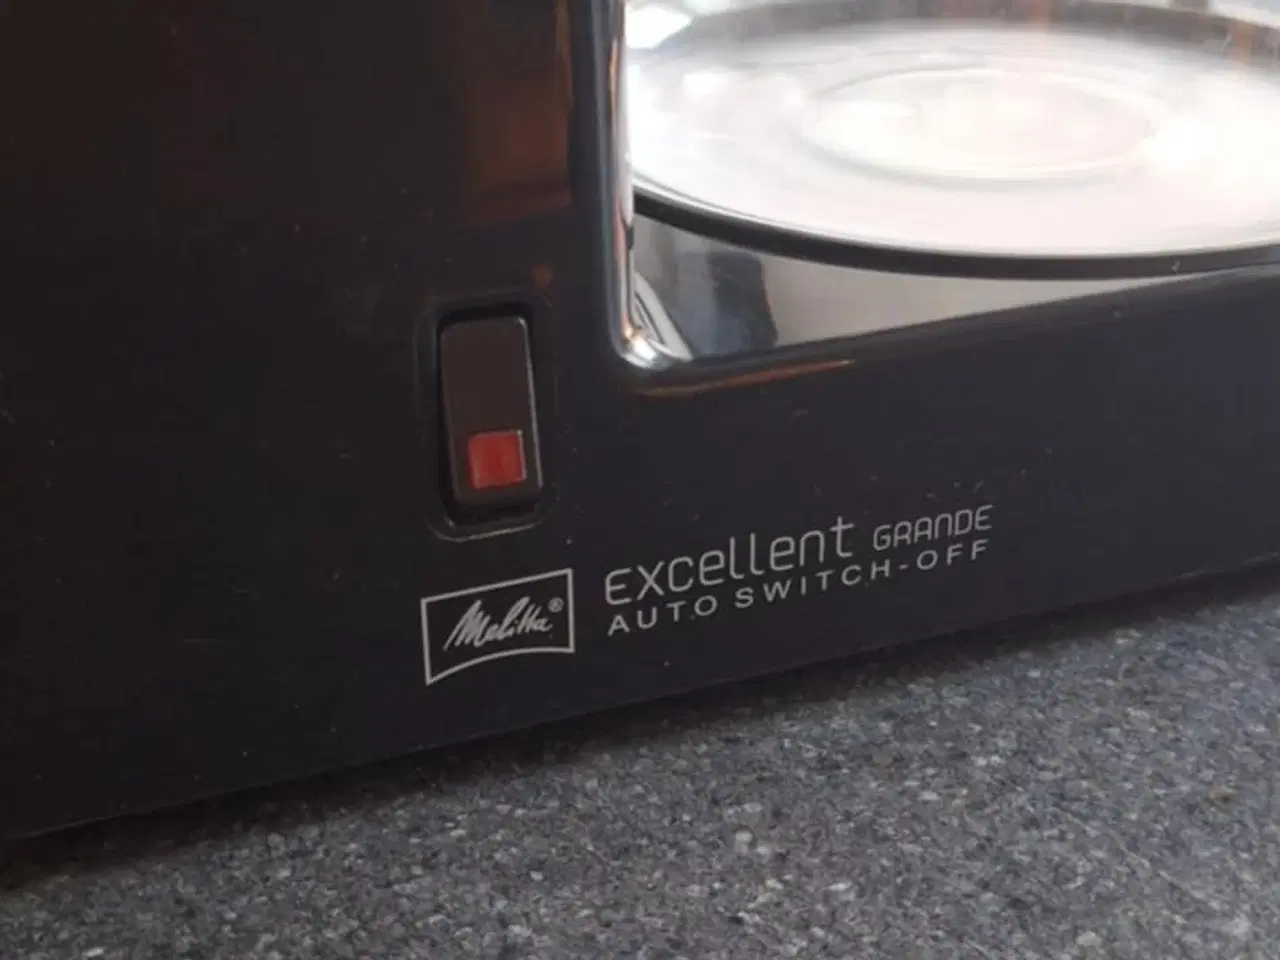 Melitta®
EXCellent GRANDE
AUTO SWITCH-OFF